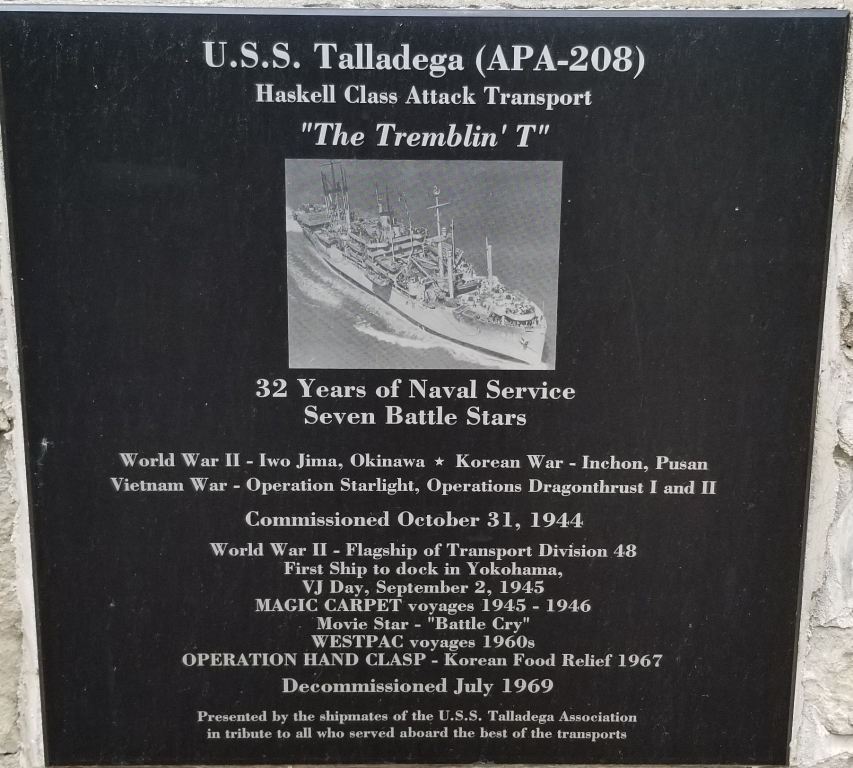 U.S.S. Talladega (APA-208)
Haskell Class Attack Transport
"The Tremblin' T"
32 Years of Naval Service
Seven Battle Stars
World War II - Iwo Jima, Okinawa ★ Korean War - Inchon, Pusan
Vietnam War - Operation Starlight, Operations Dragonthrust I and II
Commissioned October 31, 1944
World War II - Flagship of Transport Division 48
First Ship to dock in Yokohama,
VJ Day, September 2, 1945
MAGIC CARPET voyages 1945 - 1946
Movie Star - "Battle Cry"
WESTPAC voyages 1960s
OPERATION HAND CLASP - Korean Food Relief 1967
Decommissioned July 1969
Presented by the shipmates of the U.S.S. Talladega Association
in tribute to all who served aboard the best of the transports